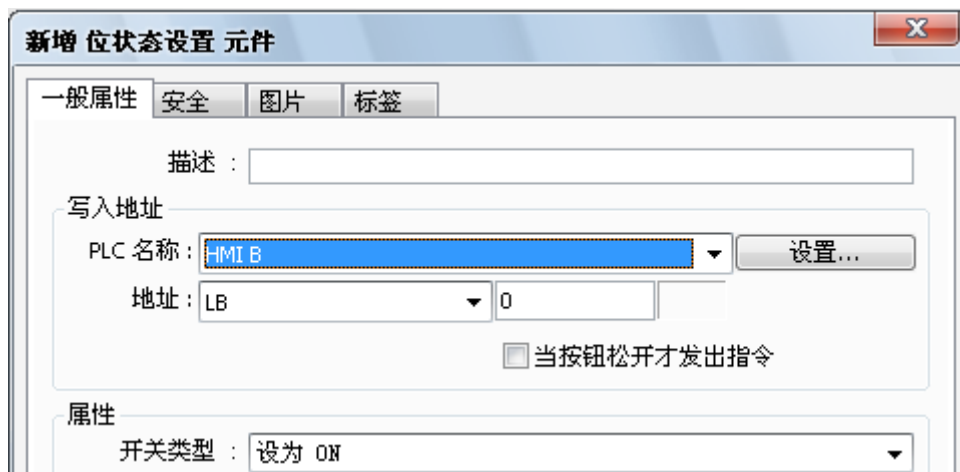 新增 位状态设置 元件
一般属性 安全 图片 标签
描述 :
写入地址
PLC 名称 : HMI B 设置...
地址 : LB 0
当按钮松开才发出指令
属性
开关类型 : 设为 ON